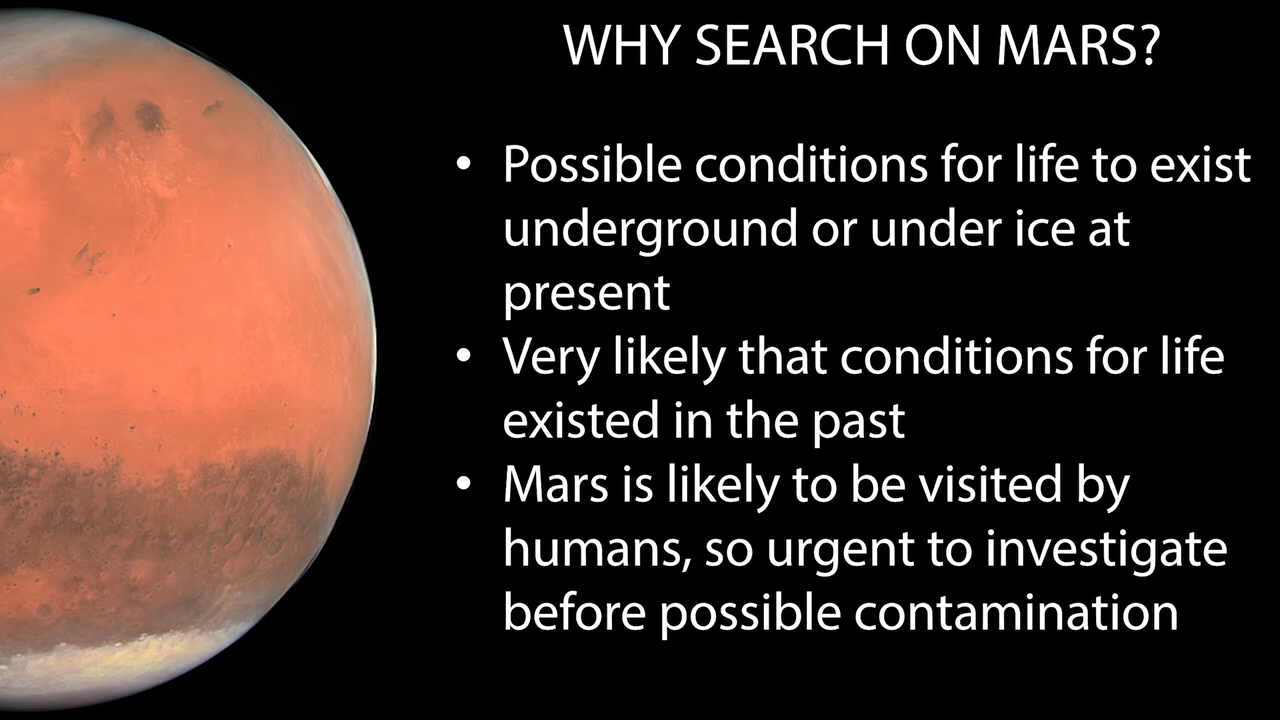 WHY SEARCH ON MARS?
• Possible conditions for life to exist
underground or under ice at
present
• Very likely that conditions for life
existed in the past
• Mars is likely to be visited by
humans, so urgent to investigate
before possible contamination